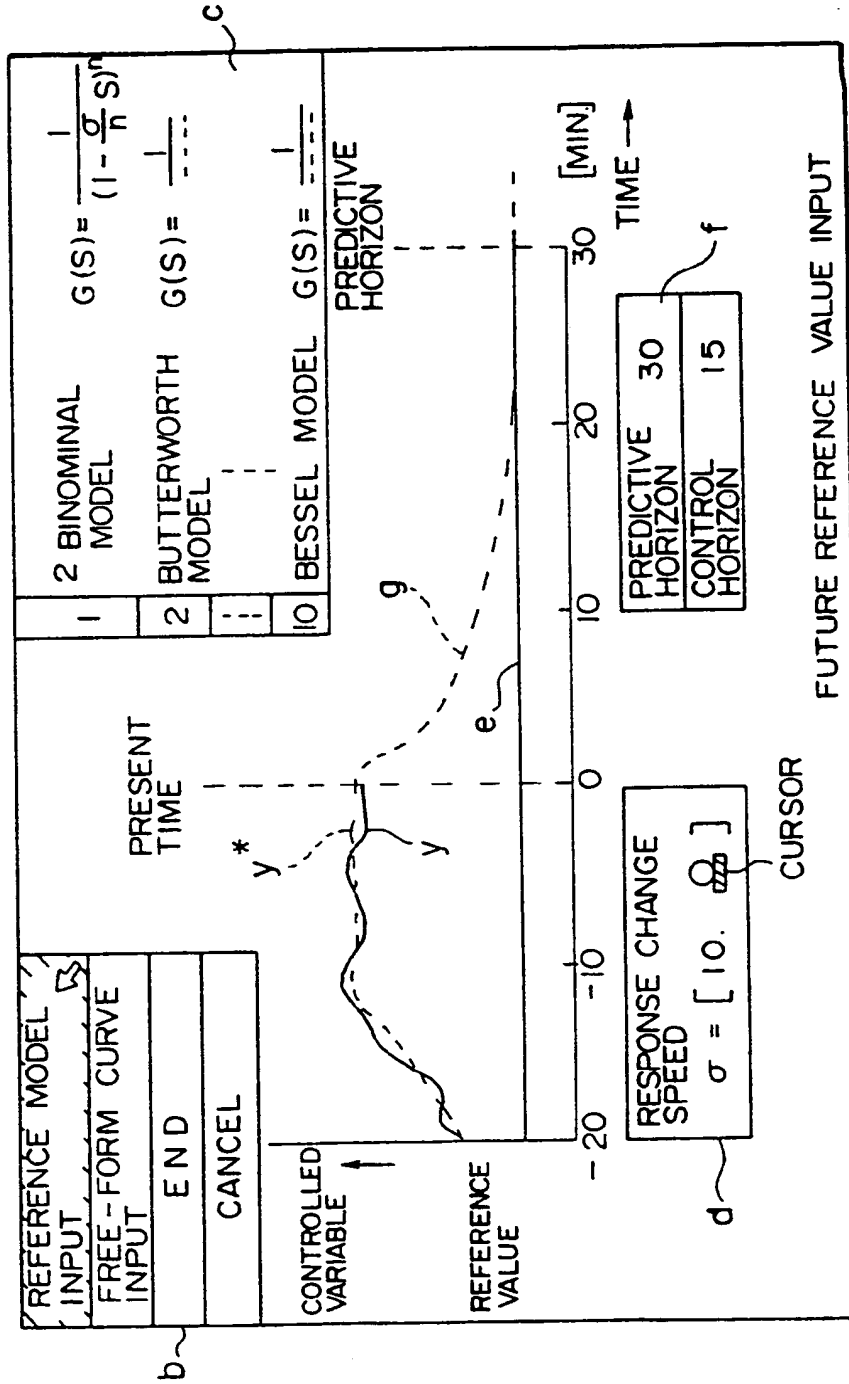 REFERENCE MODEL
INPUT
FREE-FORM CURVE
INPUT
END
CANCEL
b
1 2 BINOMINAL MODEL G(S)= 1 / (1 - σ/n S)^n
2 BUTTERWORTH MODEL G(S)= 1 / ----
----
10 BESSEL MODEL G(S)= 1 / ----
c
PRESENT
TIME
PREDICTIVE
HORIZON
CONTROLLED
VARIABLE
REFERENCE
VALUE
y*
y
g
e
-20 -10 0 10 20 30 [MIN.]
TIME →
RESPONSE CHANGE
SPEED
σ = [ 10. ]
d
CURSOR
PREDICTIVE
HORIZON 30
CONTROL
HORIZON 15
f
FUTURE REFERENCE VALUE INPUT